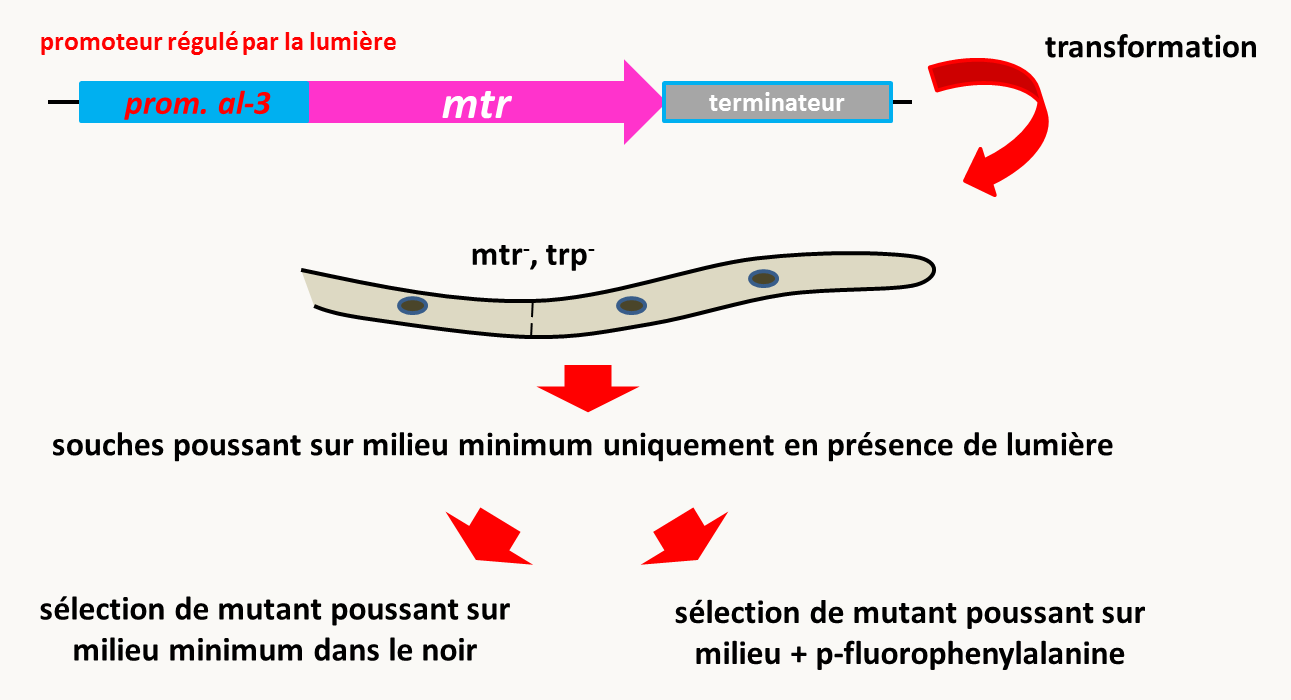 promoteur régulé par la lumière
transformation
prom. al-3
mtr
terminateur
mtr-, trp-
souches poussant sur milieu minimum uniquement en présence de lumière
sélection de mutant poussant sur
milieu minimum dans le noir
sélection de mutant poussant sur
milieu + p-fluorophenylalanine